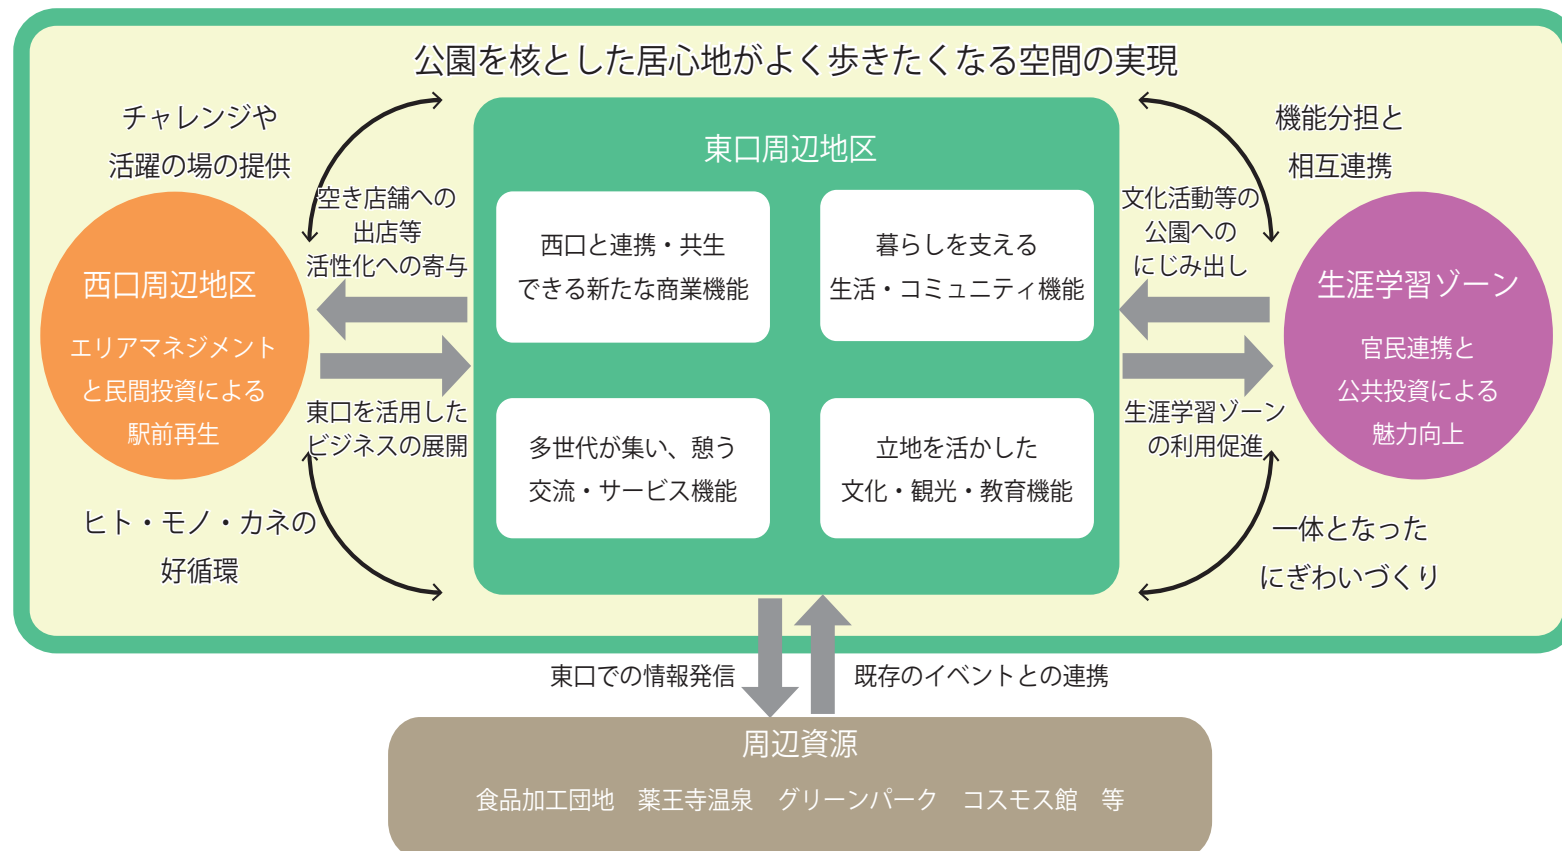 公園を核とした居心地がよく歩きたくなる空間の実現
チャレンジや
活躍の場の提供
機能分担と
相互連携
東口周辺地区
空き店舗への
出店等
活性化への寄与
文化活動等の
公園への
にじみ出し
西口と連携・共生
できる新たな商業機能
暮らしを支える
生活・コミュニティ機能
西口周辺地区
エリアマネジメント
と民間投資による
駅前再生
生涯学習ゾーン
官民連携と
公共投資による
魅力向上
東口を活用した
ビジネスの展開
生涯学習ゾーン
の利用促進
多世代が集い、憩う
交流・サービス機能
立地を活かした
文化・観光・教育機能
ヒト・モノ・カネの
好循環
一体となった
にぎわいづくり
東口での情報発信
既存のイベントとの連携
周辺資源
食品加工団地　薬王寺温泉　グリーンパーク　コスモス館　等